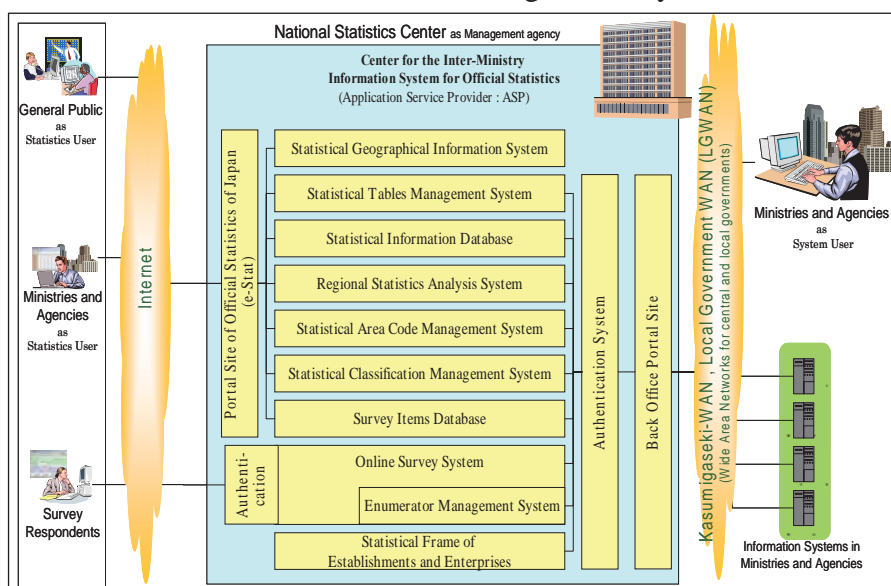 National Statistics Center as Management agency
Center for the Inter-Ministry
Information System for Official Statistics
(Application Service Provider : ASP)
General Public
as
Statistics User
Ministries and
Agencies
as
Statistics User
Survey
Respondents
Internet
Portal Site of Official Statistics of Japan
(e-Stat)
Authenti-
cation
Statistical Geographical Information System
Statistical Tables Management System
Statistical Information Database
Regional Statistics Analysis System
Statistical Area Code Management System
Statistical Classification Management System
Survey Items Database
Online Survey System
Enumerator Management System
Statistical Frame of
Establishments and Enterprises
Authentication System
Back Office Portal Site
Kasumigaseki-WAN , Local Government WAN (LGWAN)
(Wide Area Networks for central and local governments)
Ministries and Agencies
as
System User
Information Systems in
Ministries and Agencies